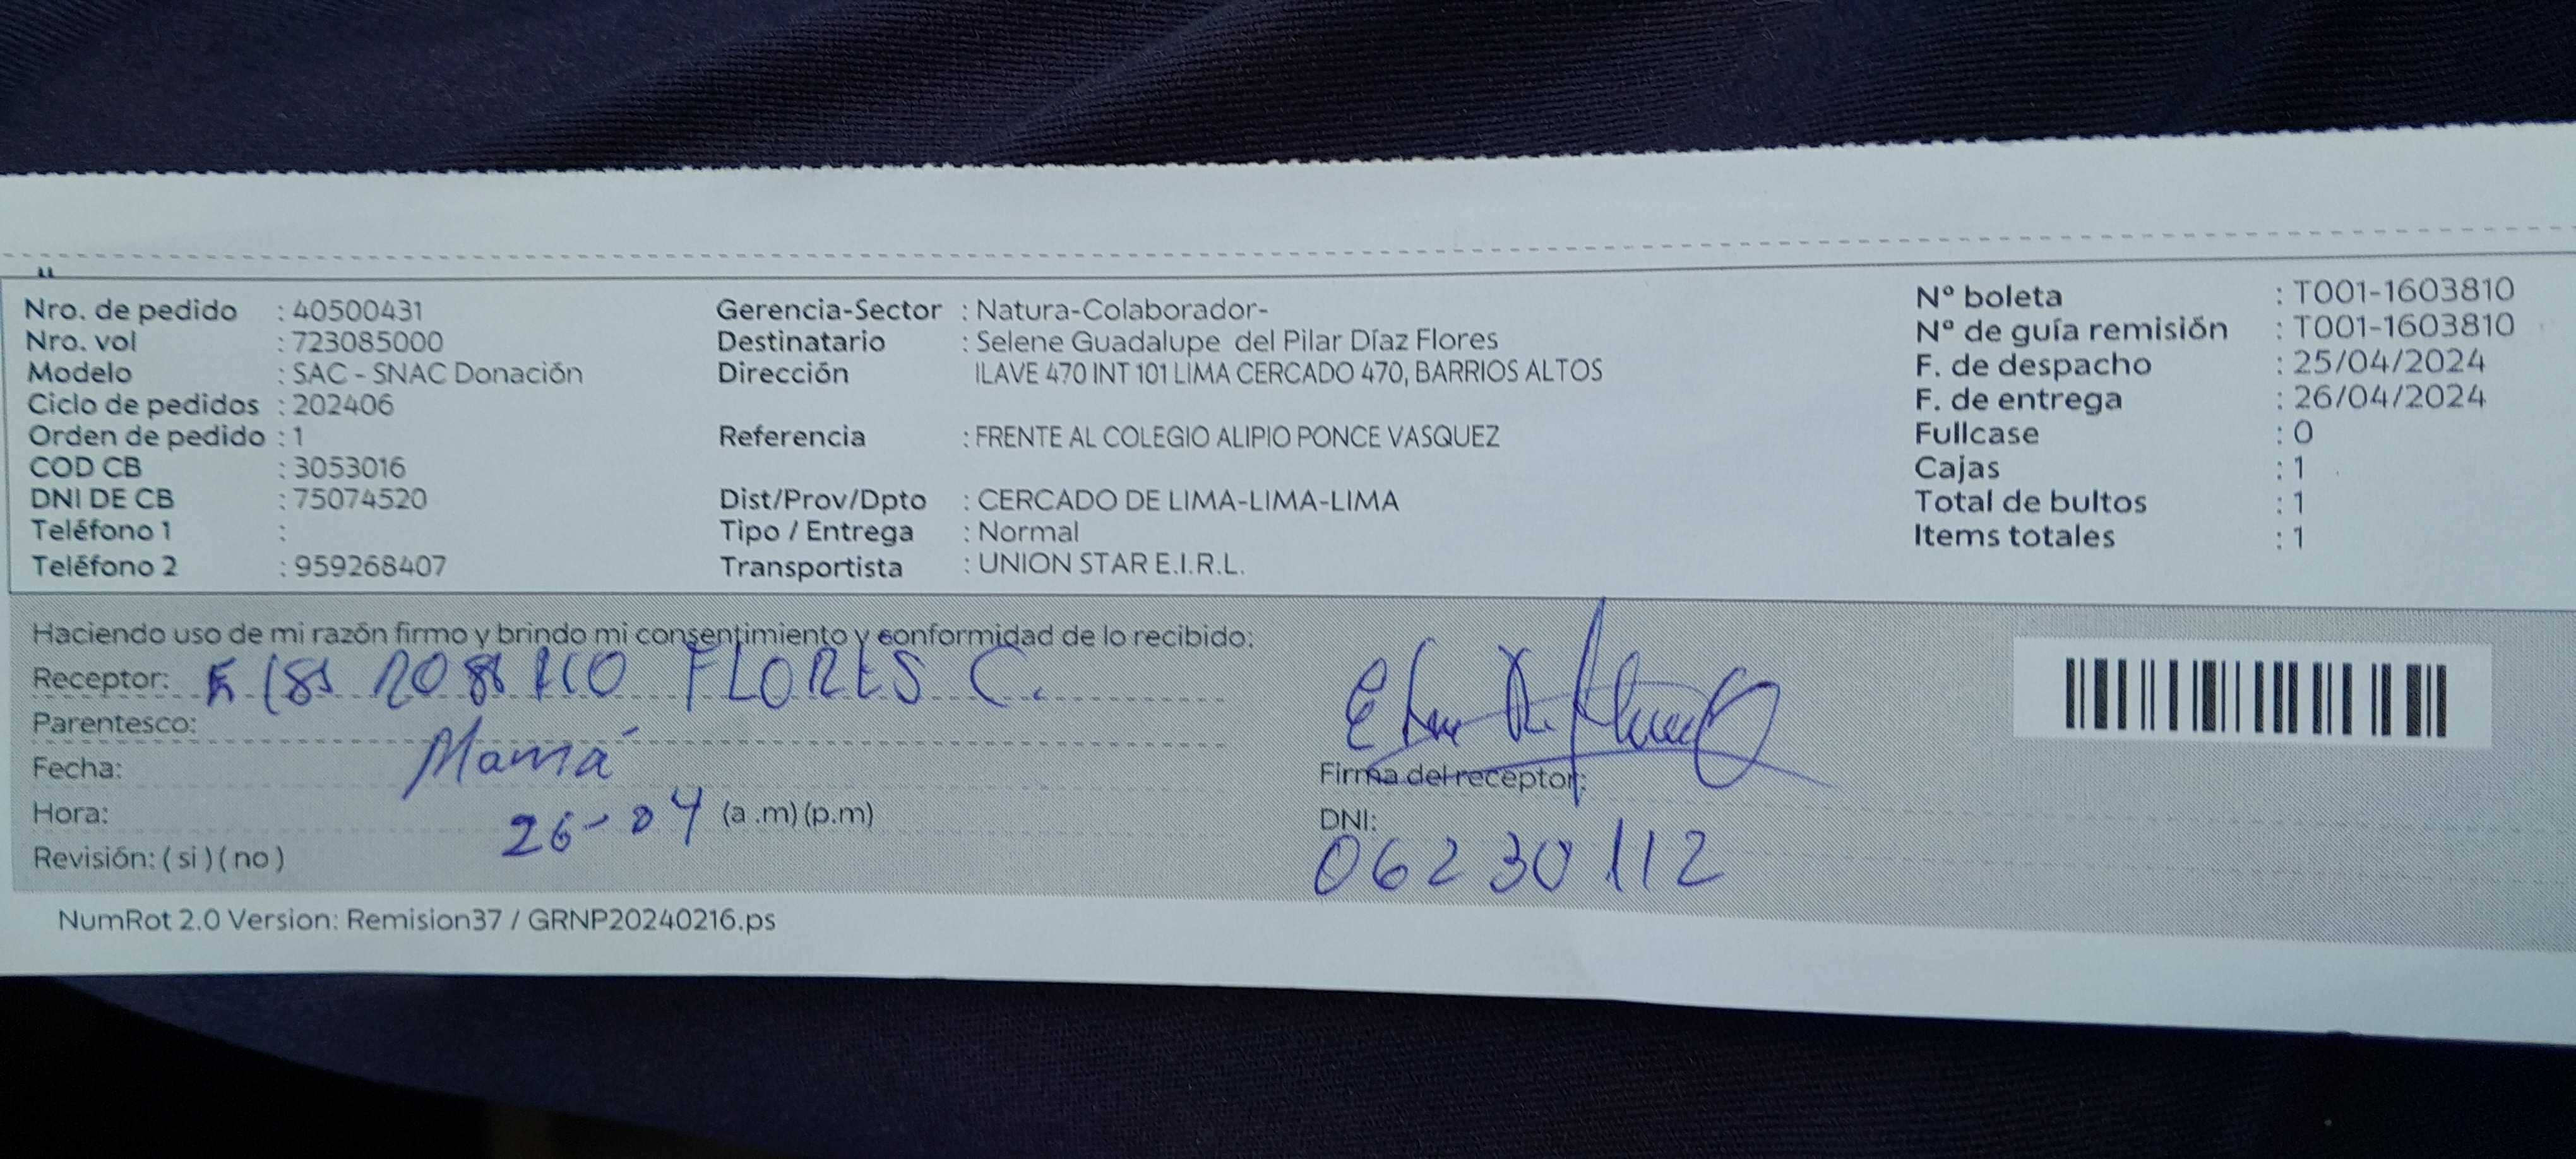 Nro. de pedido : 40500431
Nro. vol : 723085000
Modelo : SAC - SNAC Donación
Ciclo de pedidos : 202406
Orden de pedido : 1
COD CB : 3053016
DNI DE CB : 75074520
Teléfono 1 :
Teléfono 2 : 959268407
Gerencia-Sector : Natura-Colaborador-
Destinatario : Selene Guadalupe del Pilar Díaz Flores
Dirección ILAVE 470 INT 101 LIMA CERCADO 470, BARRIOS ALTOS
Referencia : FRENTE AL COLEGIO ALIPIO PONCE VASQUEZ
Dist/Prov/Dpto : CERCADO DE LIMA-LIMA-LIMA
Tipo / Entrega : Normal
Transportista : UNION STAR E.I.R.L.
Nº boleta : T001-1603810
Nº de guía remisión : T001-1603810
F. de despacho : 25/04/2024
F. de entrega : 26/04/2024
Fullcase : 0
Cajas : 1
Total de bultos : 1
Items totales : 1
Haciendo uso de mi razón firmo y brindo mi consentimiento y conformidad de lo recibido:
Receptor: FLORES C.
Parentesco: Mamá
Fecha: 26-04
Hora: (a .m) (p.m)
Revisión: ( si ) ( no )
Firma del receptor:
DNI:
06230112
NumRot 2.0 Version: Remision37 / GRNP20240216.ps